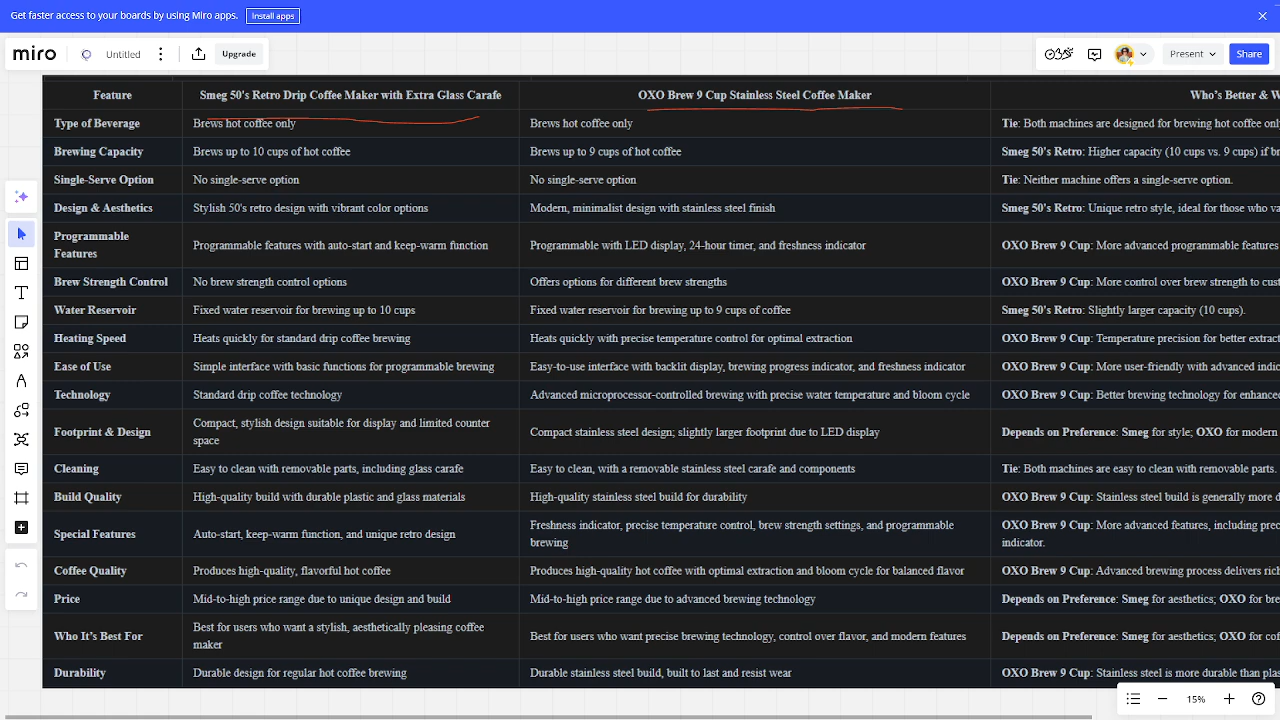 Get faster access to your boards by using Miro apps. Install apps
miro Untitled Upgrade Present Share
Feature Smeg 50's Retro Drip Coffee Maker with Extra Glass Carafe OXO Brew 9 Cup Stainless Steel Coffee Maker Who's Better & W
Type of Beverage Brews hot coffee only Brews hot coffee only Tie: Both machines are designed for brewing hot coffee only
Brewing Capacity Brews up to 10 cups of hot coffee Brews up to 9 cups of hot coffee Smeg 50's Retro: Higher capacity (10 cups vs. 9 cups) if br
Single-Serve Option No single-serve option No single-serve option Tie: Neither machine offers a single-serve option.
Design & Aesthetics Stylish 50's retro design with vibrant color options Modern, minimalist design with stainless steel finish Smeg 50's Retro: Unique retro style, ideal for those who va
Programmable
Features Programmable features with auto-start and keep-warm function Programmable with LED display, 24-hour timer, and freshness indicator OXO Brew 9 Cup: More advanced programmable features
Brew Strength Control No brew strength control options Offers options for different brew strengths OXO Brew 9 Cup: More control over brew strength to cust
Water Reservoir Fixed water reservoir for brewing up to 10 cups Fixed water reservoir for brewing up to 9 cups of coffee Smeg 50's Retro: Slightly larger capacity (10 cups).
Heating Speed Heats quickly for standard drip coffee brewing Heats quickly with precise temperature control for optimal extraction OXO Brew 9 Cup: Temperature precision for better extract
Ease of Use Simple interface with basic functions for programmable brewing Easy-to-use interface with backlit display, brewing progress indicator, and freshness indicator OXO Brew 9 Cup: More user-friendly with advanced indic
Technology Standard drip coffee technology Advanced microprocessor-controlled brewing with precise water temperature and bloom cycle OXO Brew 9 Cup: Better brewing technology for enhanced
Footprint & Design Compact, stylish design suitable for display and limited counter
space Compact stainless steel design; slightly larger footprint due to LED display Depends on Preference: Smeg for style; OXO for modern
Cleaning Easy to clean with removable parts, including glass carafe Easy to clean, with a removable stainless steel carafe and components Tie: Both machines are easy to clean with removable parts.
Build Quality High-quality build with durable plastic and glass materials High-quality stainless steel build for durability OXO Brew 9 Cup: Stainless steel build is generally more d
Special Features Auto-start, keep-warm function, and unique retro design Freshness indicator, precise temperature control, brew strength settings, and programmable
brewing OXO Brew 9 Cup: More advanced features, including prec
indicator.
Coffee Quality Produces high-quality, flavorful hot coffee Produces high-quality hot coffee with optimal extraction and bloom cycle for balanced flavor OXO Brew 9 Cup: Advanced brewing process delivers rich
Price Mid-to-high price range due to unique design and build Mid-to-high price range due to advanced brewing technology Depends on Preference: Smeg for aesthetics; OXO for bre
Who It's Best For Best for users who want a stylish, aesthetically pleasing coffee
maker Best for users who want precise brewing technology, control over flavor, and modern features Depends on Preference: Smeg for aesthetics; OXO for cof
Durability Durable design for regular hot coffee brewing Durable stainless steel build, built to last and resist wear OXO Brew 9 Cup: Stainless steel is more durable than plas
15%